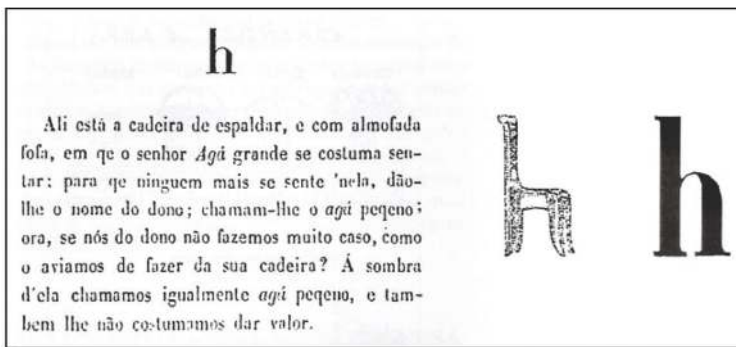 h
Ali está a cadeira de espaldar, e com almofada
fofa, em qe o senhor Agá grande se costuma sen-
tar: para qe ninguem mais se sente 'nela, dão-
lhe o nome do dono; chamam-lhe o agá peqeno;
ora, se nós do dono não fazemos muito caso, como
o aviamos de fazer da sua cadeira? Á sombra
d'ela chamamos igualmente agá peqeno, e tam-
bem lhe não costumamos dar valor.
h